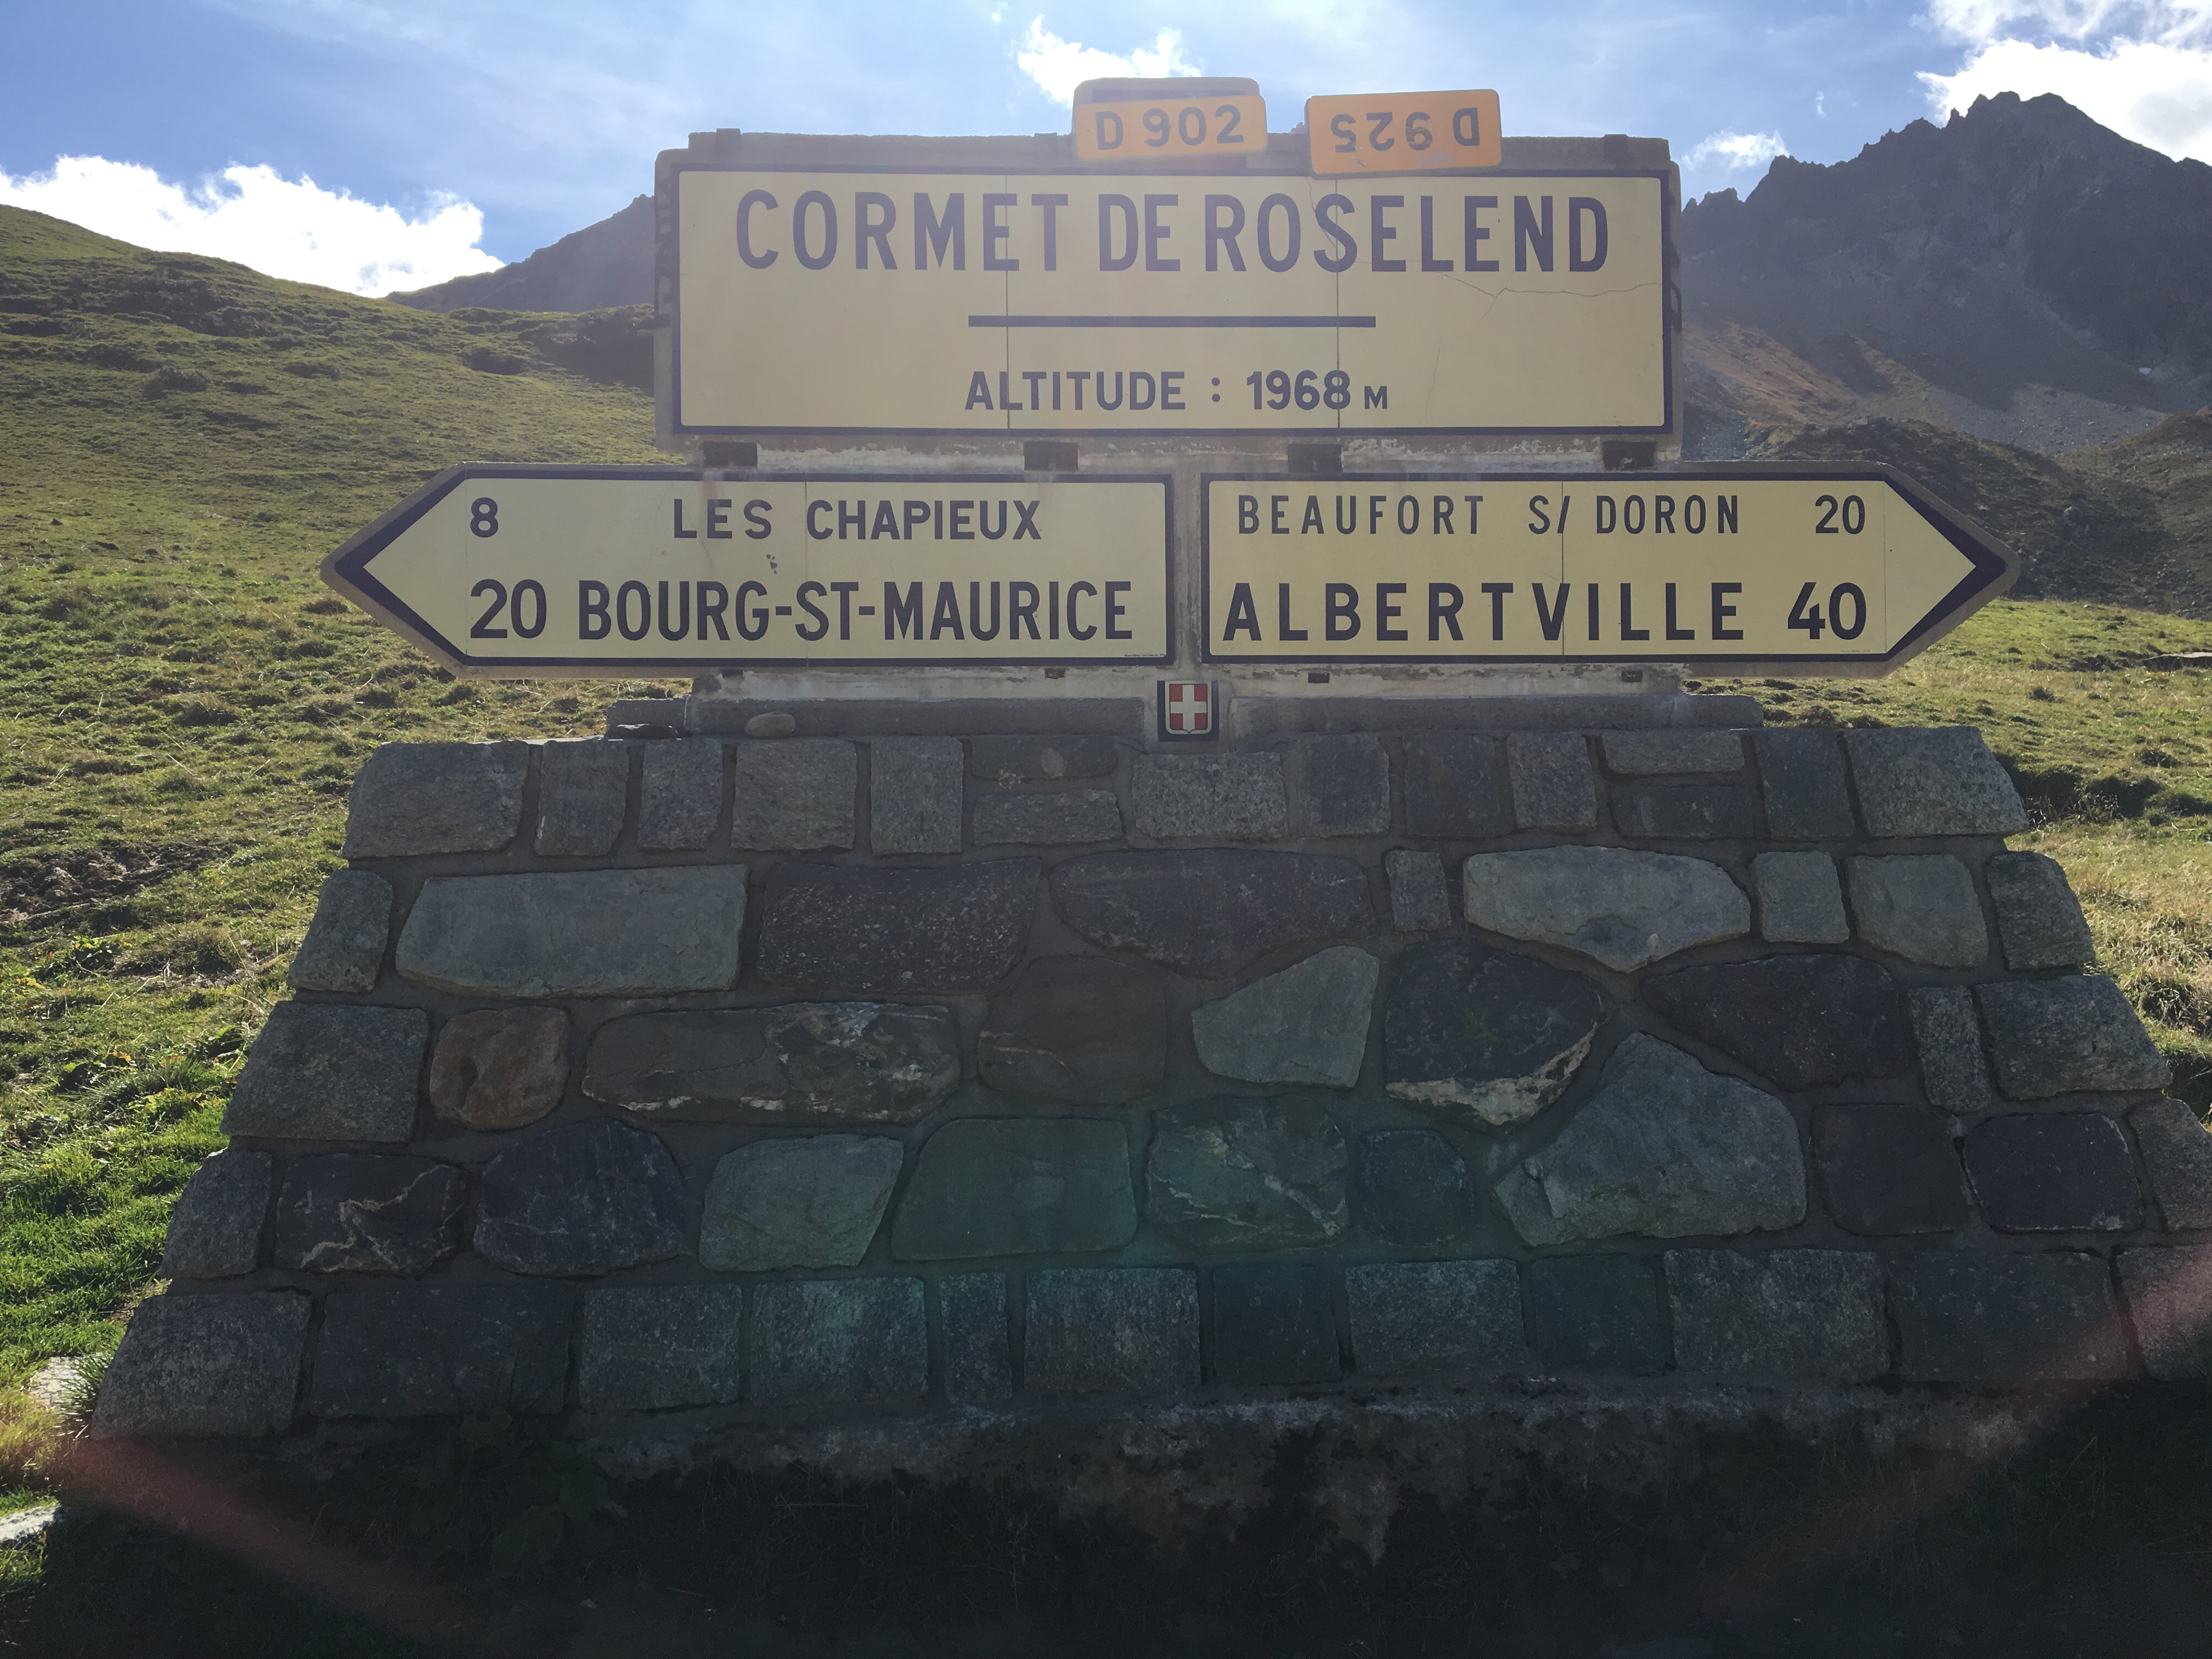 D 902
D 925
CORMET DE ROSELEND
ALTITUDE : 1968 M
8 LES CHAPIEUX
20 BOURG-ST-MAURICE
BEAUFORT S/ DORON 20
ALBERTVILLE 40